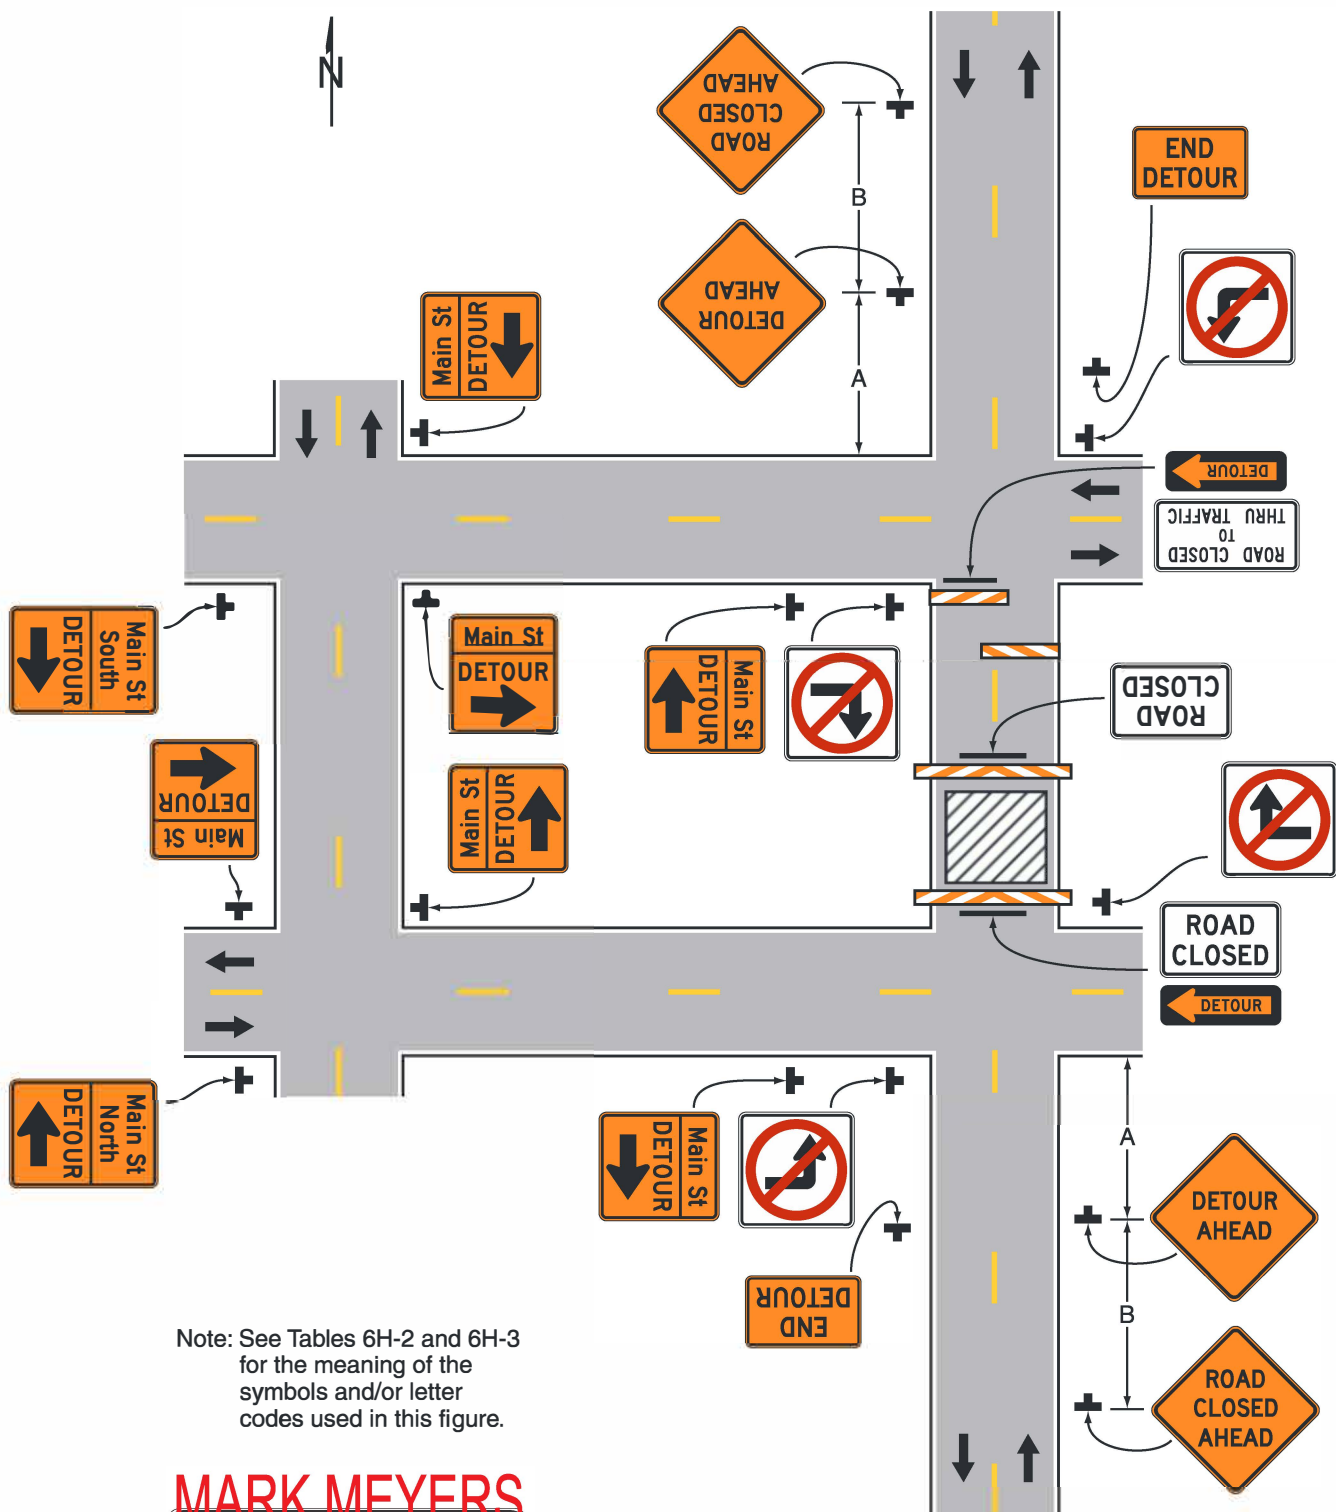 N
ROAD
CLOSED
AHEAD
B
DETOUR
AHEAD
A
END
DETOUR
Main St
DETOUR
DETOUR
ROAD CLOSED
TO
THRU TRAFFIC
Main St
South
DETOUR
Main St
DETOUR
Main St
DETOUR
ROAD
CLOSED
Main St
DETOUR
Main St
DETOUR
ROAD
CLOSED
DETOUR
Main St
North
DETOUR
Main St
DETOUR
A
DETOUR
AHEAD
END
DETOUR
B
ROAD
CLOSED
AHEAD
Note: See Tables 6H-2 and 6H-3
for the meaning of the
symbols and/or letter
codes used in this figure.
MARK MEYERS